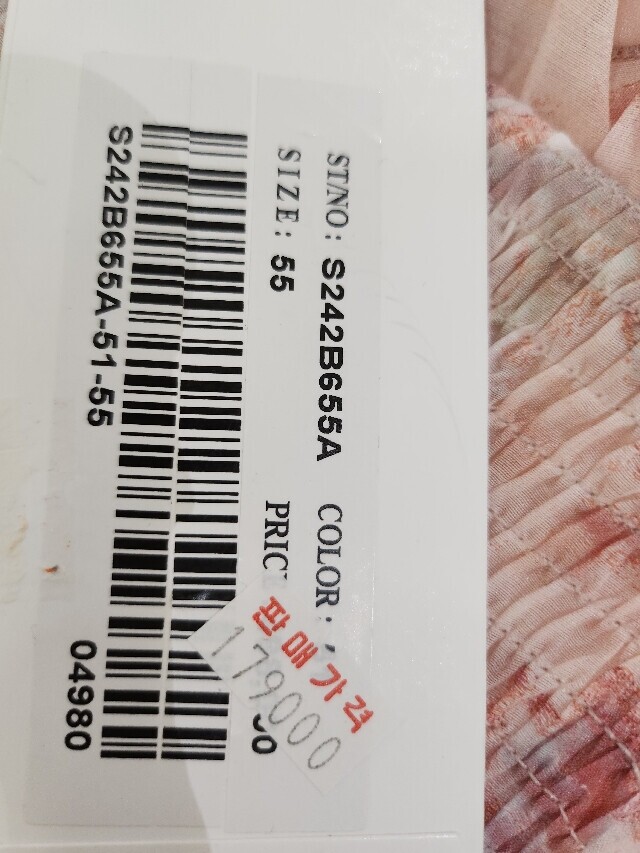 ST/NO: S242B655A COLOR: ,
SIZE: 55 PRIC
판매가격
179000
S242B655A-51-55 04980